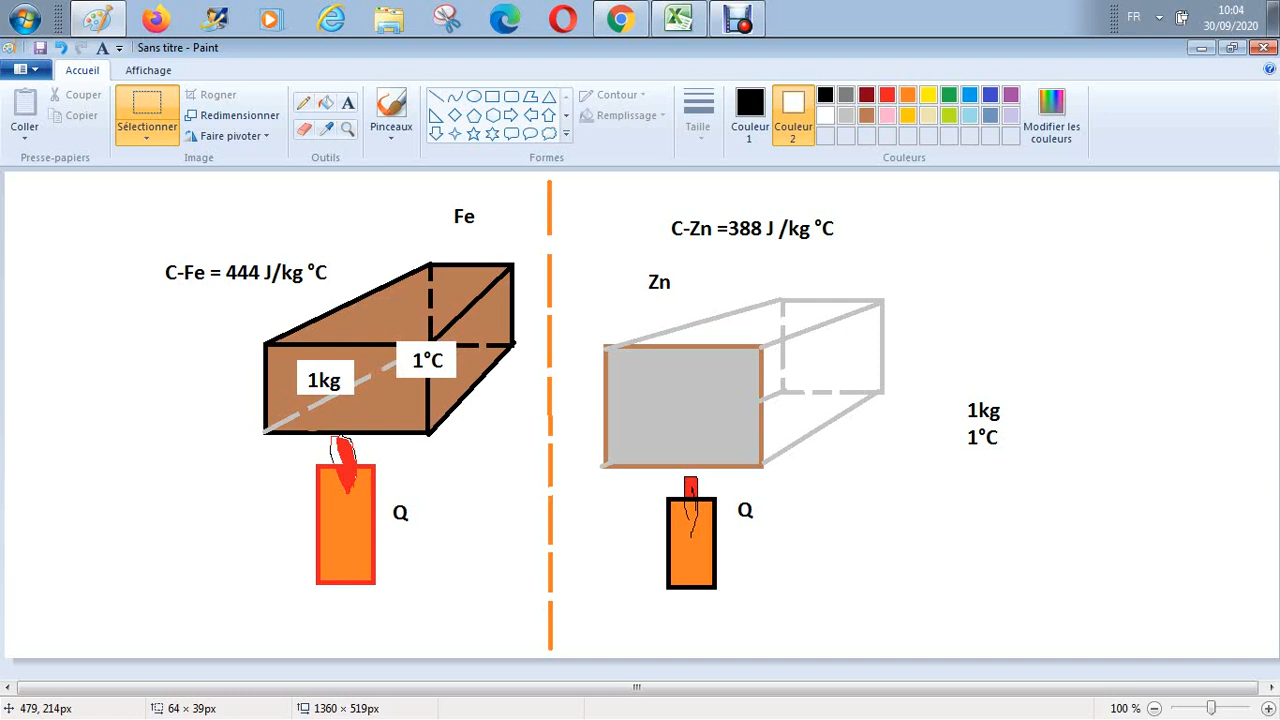 FR
10:04
30/09/2020
Sans titre - Paint
Accueil
Affichage
Coller
Couper
Copier
Presse-papiers
Sélectionner
Rogner
Redimensionner
Faire pivoter
Image
A
Outils
Pinceaux
Contour
Remplissage
Formes
Taille
Couleur
1
Couleur
2
Modifier les
couleurs
Couleurs
Fe
C-Fe = 444 J/kg °C
1kg
1°C
Q
C-Zn =388 J /kg °C
Zn
1kg
1°C
Q
479, 214px
64 × 39px
1360 × 519px
100 %